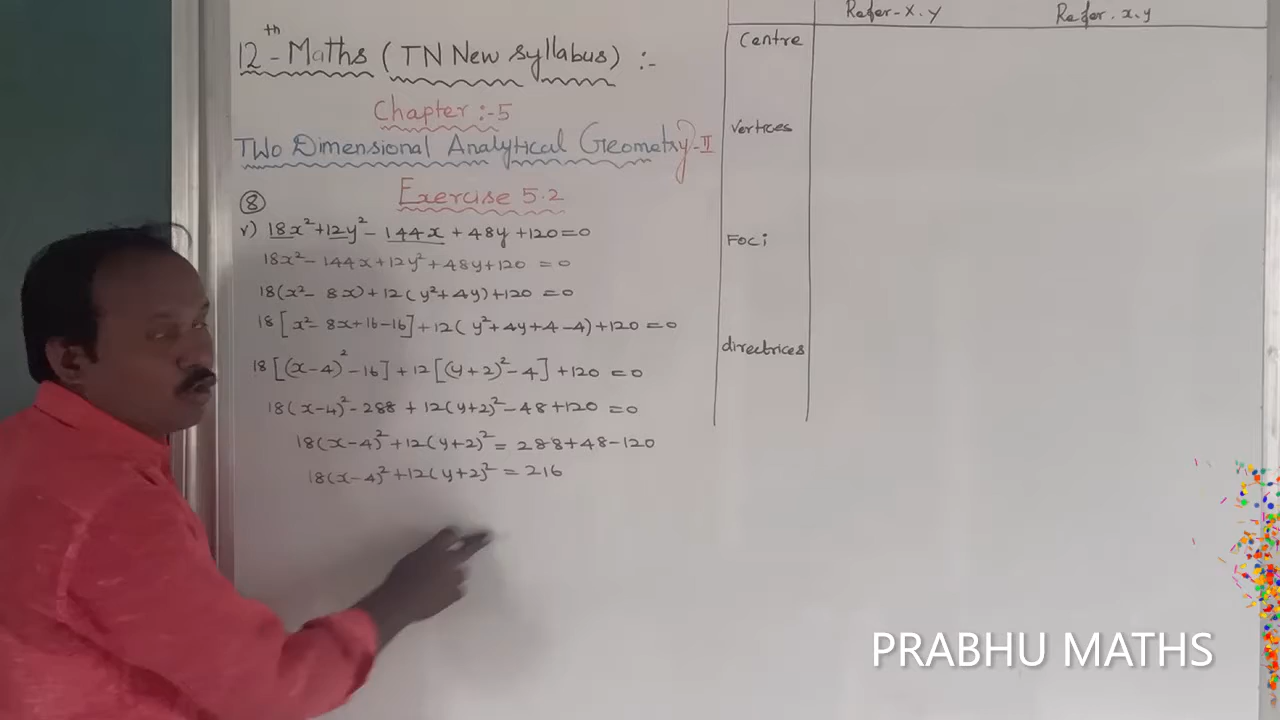 12th - Maths (TN New syllabus) :-
Chapter :- 5
Two Dimensional Analytical Geometry - II
Exercise 5.2
(8)
v) 18x² + 12y² - 144x + 48y + 120 = 0
18x² - 144x + 12y² + 48y + 120 = 0
18(x² - 8x) + 12(y² + 4y) + 120 = 0
18[x² - 8x + 16 - 16] + 12(y² + 4y + 4 - 4) + 120 = 0
18[(x - 4)² - 16] + 12[(y + 2)² - 4] + 120 = 0
18(x - 4)² - 288 + 12(y + 2)² - 48 + 120 = 0
18(x - 4)² + 12(y + 2)² = 288 + 48 - 120
18(x - 4)² + 12(y + 2)² = 216
Refer - X. Y
Refer. x. y
Centre
Vertices
Foci
directrices
PRABHU MATHS